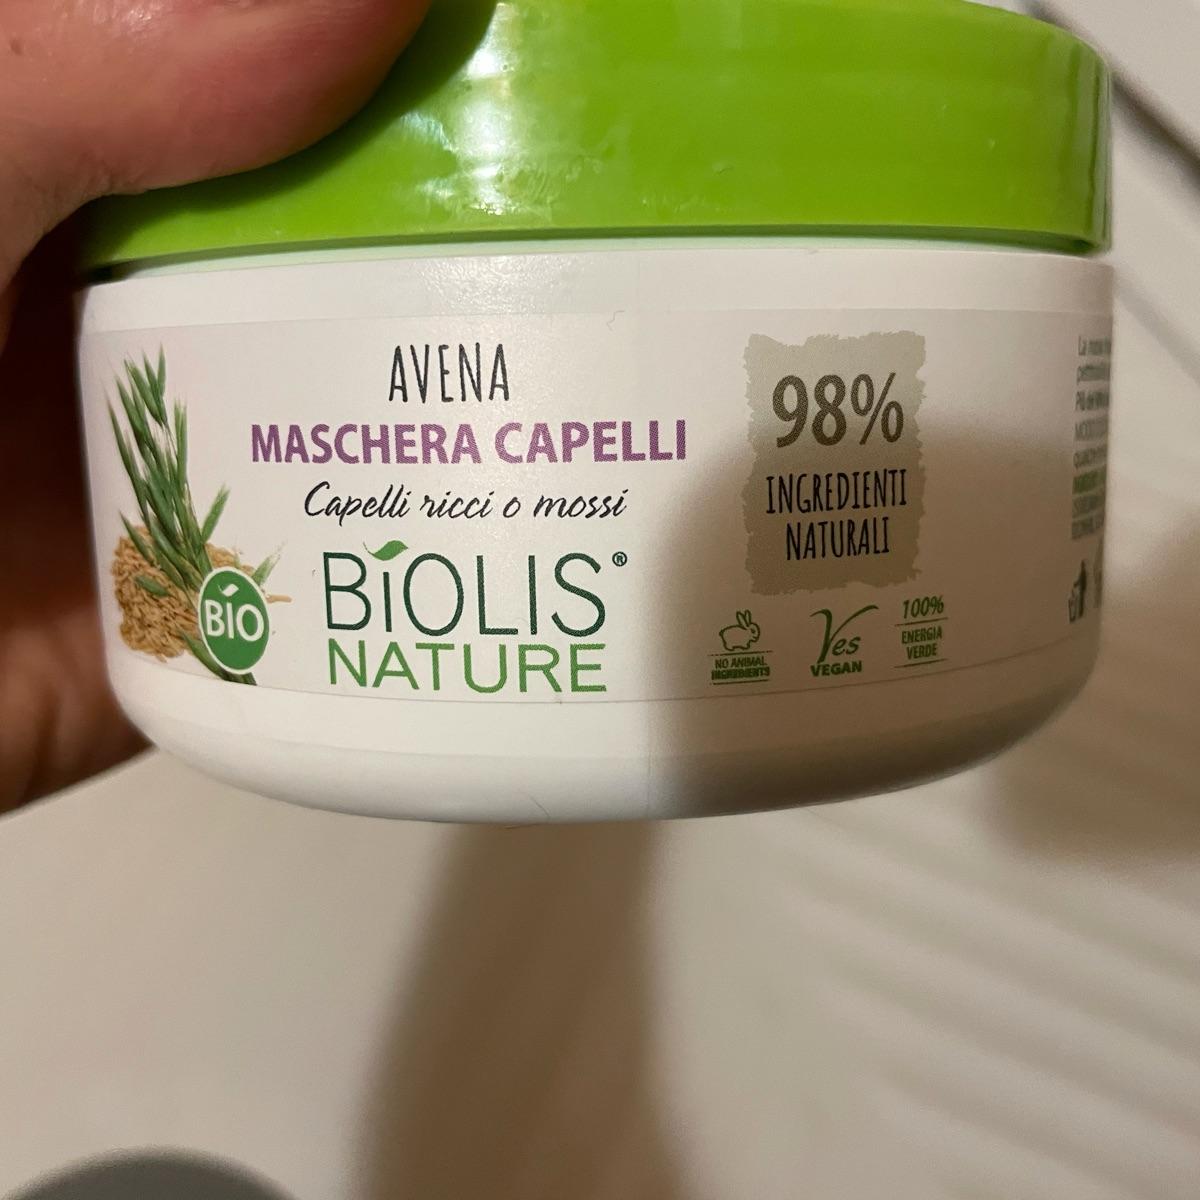 AVENA
MASCHERA CAPELLI
Capelli ricci o mossi
BIO
BIOLIS®
NATURE
98%
INGREDIENTI
NATURALI
NO ANIMAL
INGREDIENTS
Yes
VEGAN
100%
ENERGIA
VERDE
La